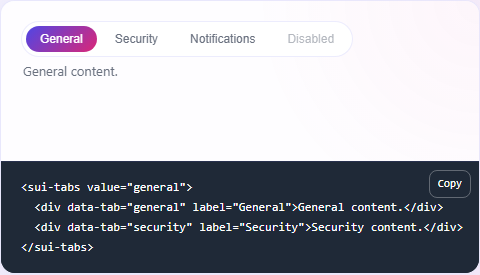 General Security Notifications Disabled
General content.
Copy
<sui-tabs value="general">
  <div data-tab="general" label="General">General content.</div>
  <div data-tab="security" label="Security">Security content.</div>
</sui-tabs>